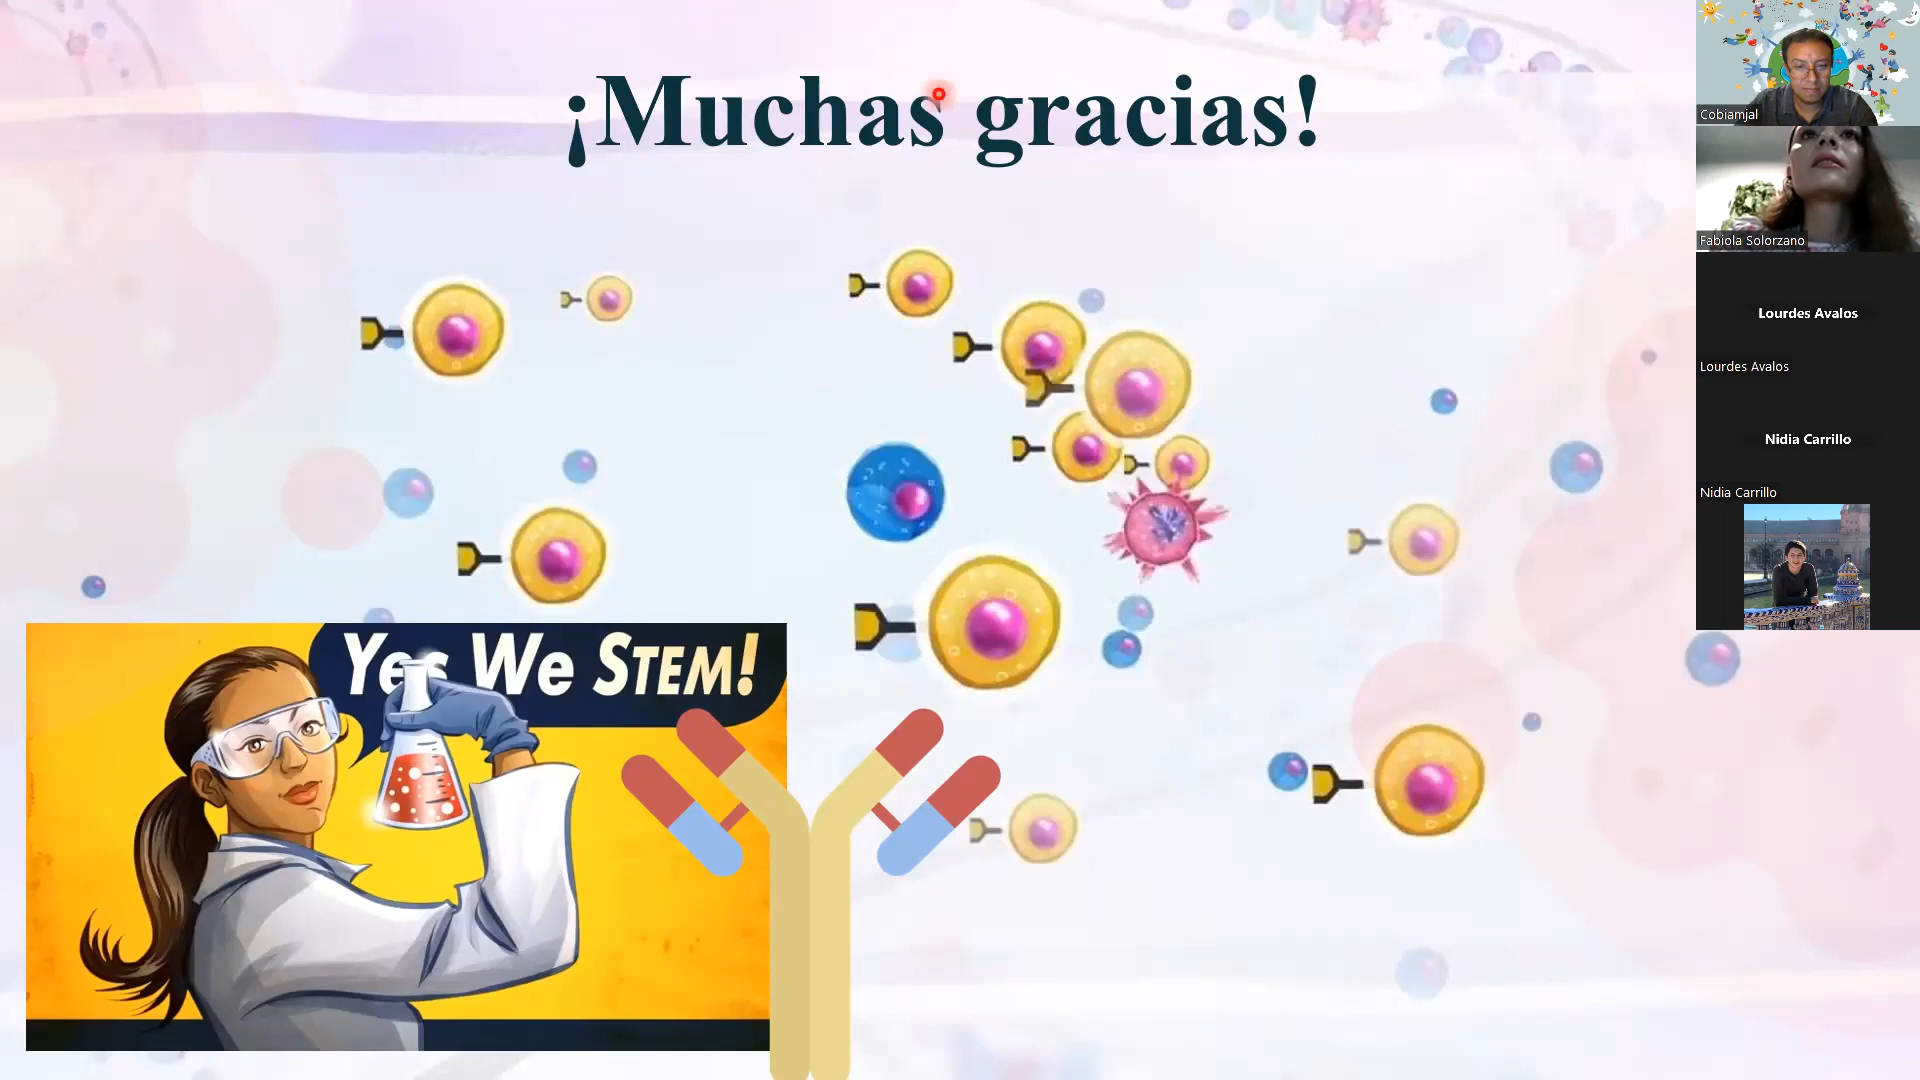 ¡Muchas gracias!
Yes We STEM!
Cobiamjal
Fabiola Solorzano
Lourdes Avalos
Lourdes Avalos
Nidia Carrillo
Nidia Carrillo